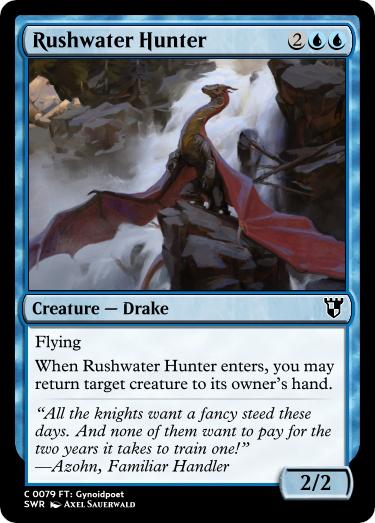 Rushwater Hunter 2
Creature — Drake
Flying
When Rushwater Hunter enters, you may
return target creature to its owner's hand.
“All the knights want a fancy steed these
days. And none of them want to pay for the
two years it takes to train one!”
—Azohn, Familiar Handler
2/2
C 0079 FT: Gynoidpoet
SWR Axel Sauerwald